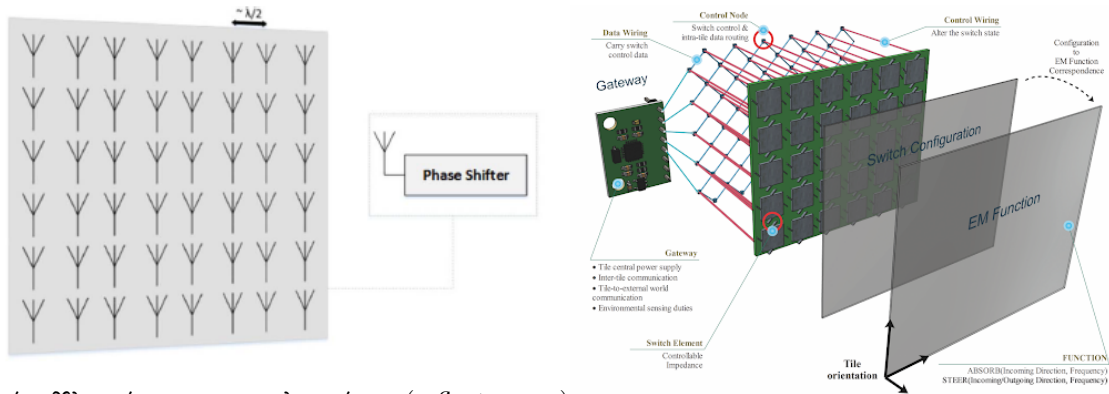 ~ λ/2
Phase Shifter
Control Node
Switch control &
intra-tile data routing
Control Wiring
Alter the switch state
Data Wiring
Carry switch
control data
Configuration
to
EM Function
Correspondence
Gateway
Switch Configuration
EM Function
Gateway
• Tile central power supply
• Inter-tile communication
• Tile-to-external world
communication
• Environmental sensing duties
Switch Element
Controllable
Impedance
Tile
orientation
FUNCTION
ABSORB(Incoming Direction, Frequency)
STEER(Incoming/Outgoing Direction, Frequency)